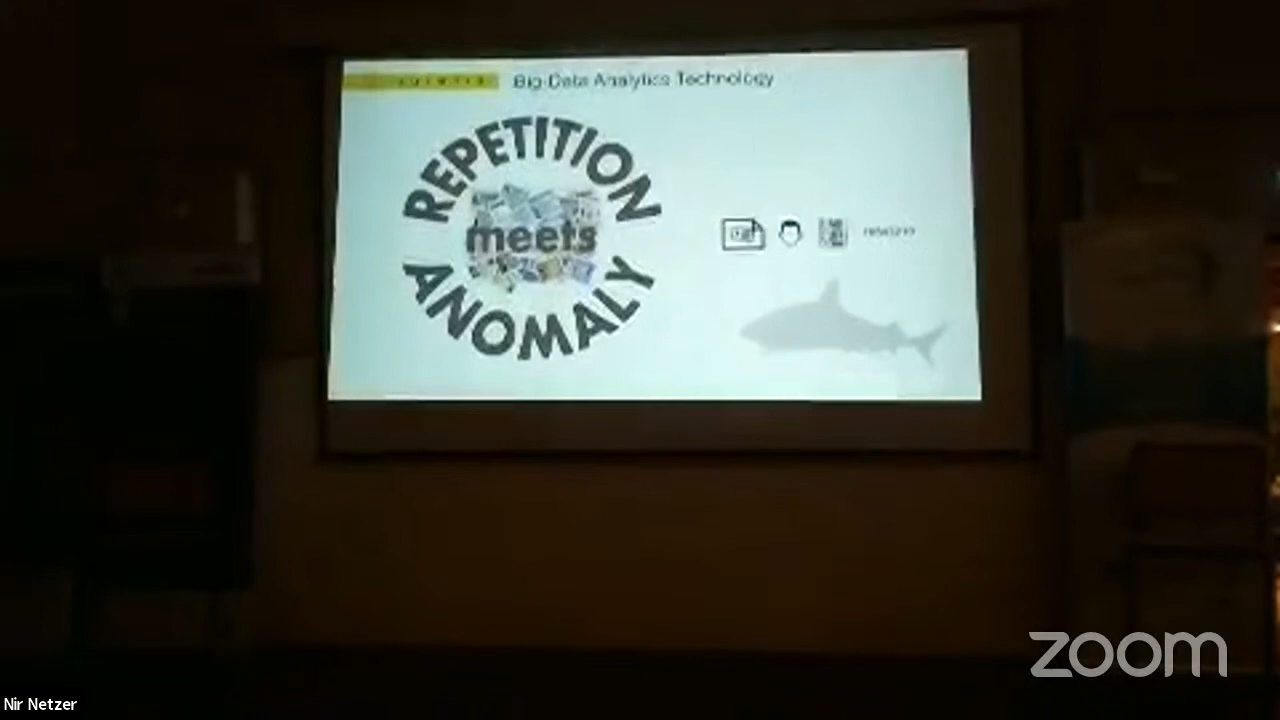 Big-Data Analytics Technology
REPETITION
meets
ANOMALY
zoom
Nir Netzer